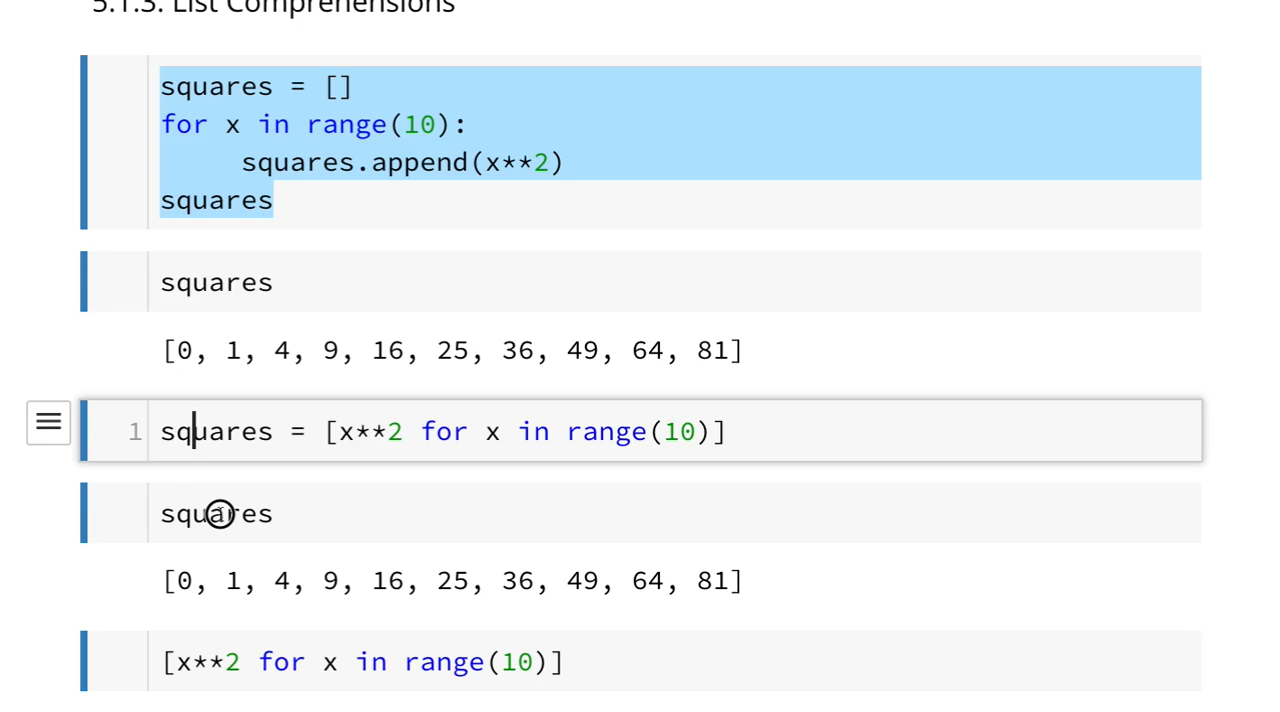 5.1.3. List Comprehensions
squares = []
for x in range(10):
     squares.append(x**2)
squares
squares
[0, 1, 4, 9, 16, 25, 36, 49, 64, 81]
1 squares = [x**2 for x in range(10)]
squares
[0, 1, 4, 9, 16, 25, 36, 49, 64, 81]
[x**2 for x in range(10)]